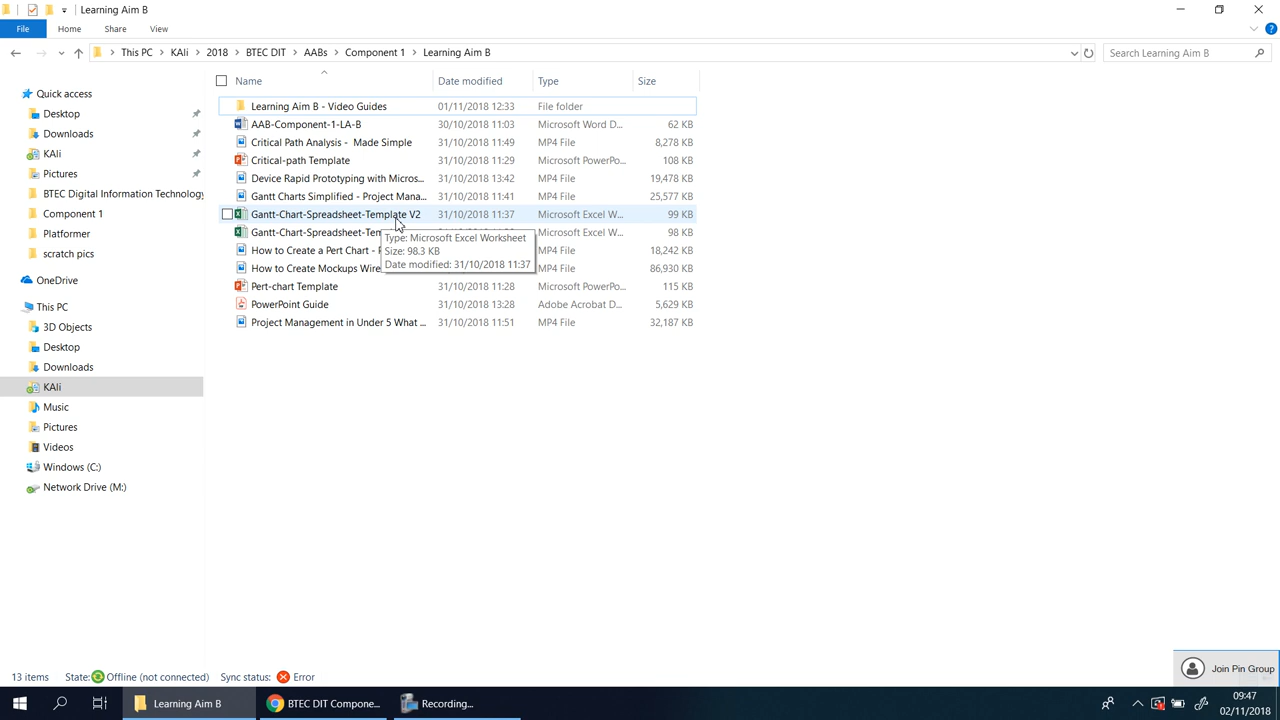 Learning Aim B
File Home Share View
This PC KAli 2018 BTEC DIT AABs Component 1 Learning Aim B Search Learning Aim B
Name Date modified Type Size
Quick access
Desktop
Downloads
KAli
Pictures
BTEC Digital Information Technology
Component 1
Platformer
scratch pics
OneDrive
This PC
3D Objects
Desktop
Downloads
KAli
Music
Pictures
Videos
Windows (C:)
Network Drive (M:)
Learning Aim B - Video Guides 01/11/2018 12:33 File folder
AAB-Component-1-LA-B 30/10/2018 11:03 Microsoft Word D... 62 KB
Critical Path Analysis - Made Simple 31/10/2018 11:49 MP4 File 8,278 KB
Critical-path Template 31/10/2018 11:29 Microsoft PowerPo... 108 KB
Device Rapid Prototyping with Micros... 31/10/2018 13:42 MP4 File 19,478 KB
Gantt Charts Simplified - Project Mana... 31/10/2018 11:41 MP4 File 25,577 KB
Gantt-Chart-Spreadsheet-Template V2 31/10/2018 11:37 Microsoft Excel W... 99 KB
Gantt-Chart-Spreadsheet-Tem Microsoft Excel W... 98 KB
How to Create a Pert Chart - MP4 File 18,242 KB
How to Create Mockups Wire MP4 File 86,930 KB
Pert-chart Template 31/10/2018 11:28 Microsoft PowerPo... 115 KB
PowerPoint Guide 31/10/2018 13:28 Adobe Acrobat D... 5,629 KB
Project Management in Under 5 What ... 31/10/2018 11:51 MP4 File 32,187 KB
Type: Microsoft Excel Worksheet
Size: 98.3 KB
Date modified: 31/10/2018 11:37
Join Pin Group
13 items State: Offline (not connected) Sync status: Error
Learning Aim B BTEC DIT Compone... Recording...
09:47
02/11/2018